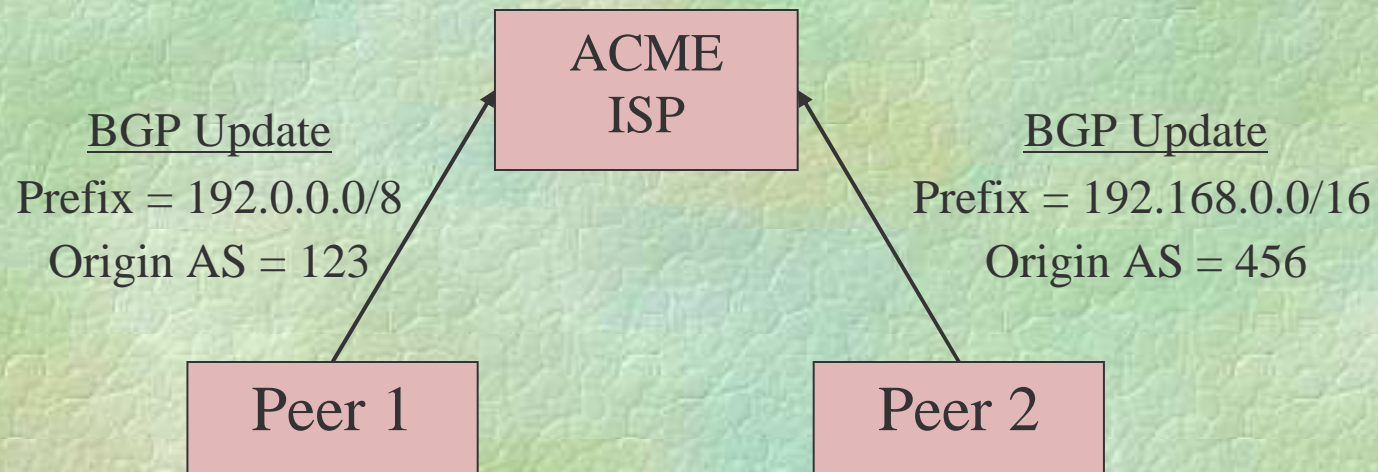 ACME
ISP
BGP Update
Prefix = 192.0.0.0/8
Origin AS = 123
BGP Update
Prefix = 192.168.0.0/16
Origin AS = 456
Peer 1
Peer 2